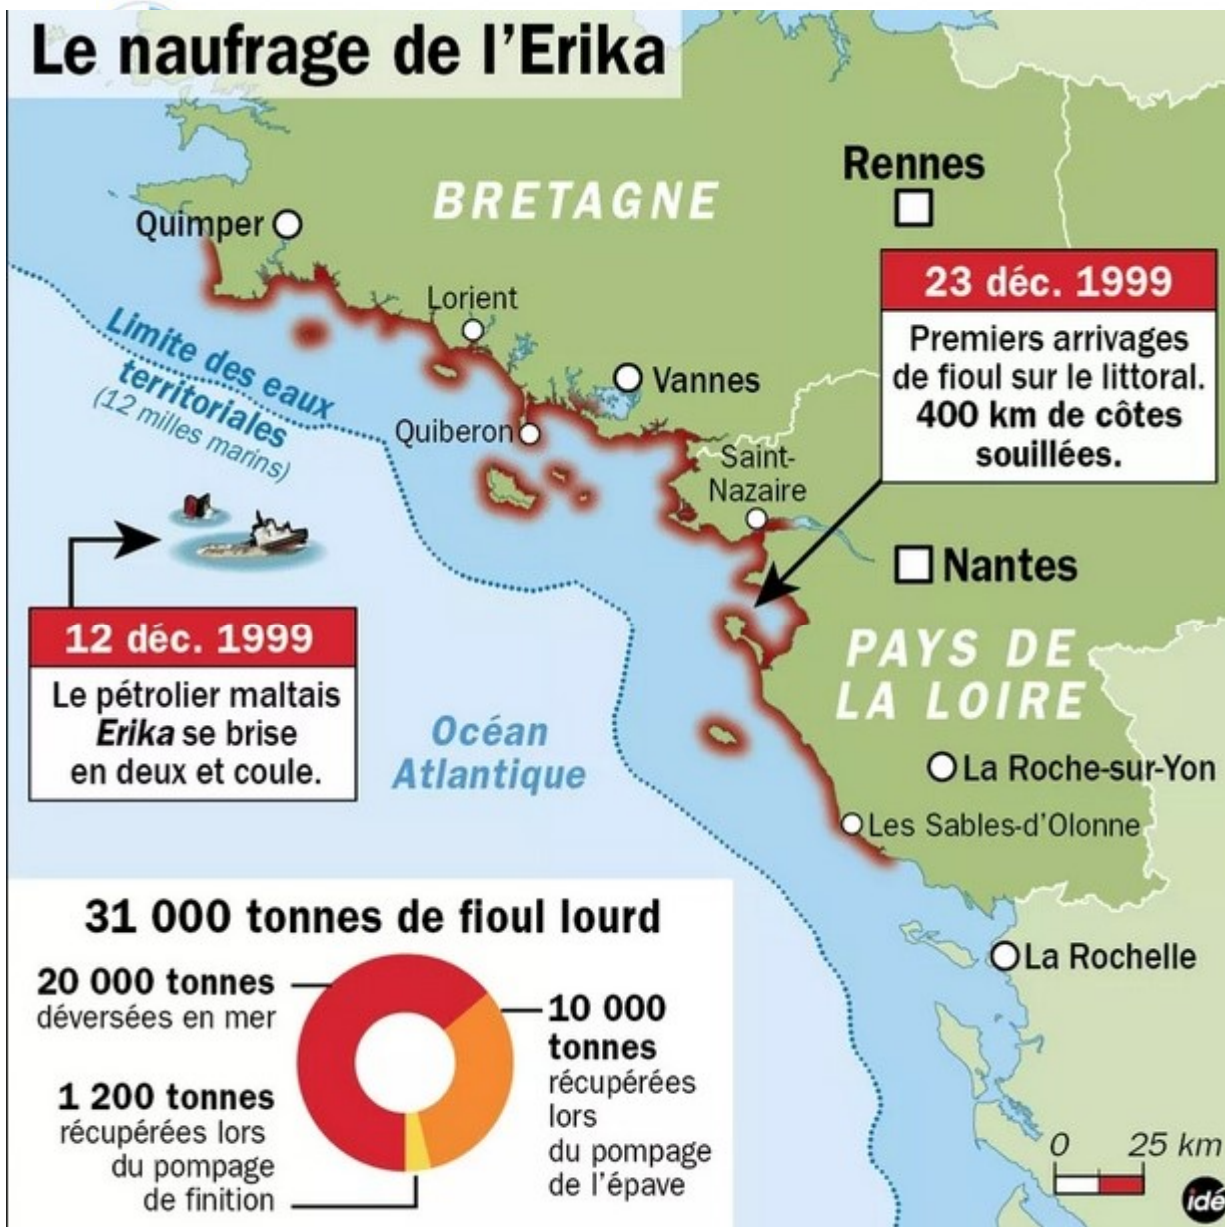 Le naufrage de l'Erika
BRETAGNE
Rennes
Quimper
23 déc. 1999
Premiers arrivages
de fioul sur le littoral.
400 km de côtes
souillées.
Lorient
Limite des eaux
territoriales
(12 milles marins)
Vannes
Quiberon
Saint-
Nazaire
Nantes
12 déc. 1999
Le pétrolier maltais
Erika se brise
en deux et coule.
PAYS DE
LA LOIRE
Océan
Atlantique
La Roche-sur-Yon
Les Sables-d'Olonne
La Rochelle
31 000 tonnes de fioul lourd
20 000 tonnes
déversées en mer
10 000
tonnes
récupérées
lors
du pompage
de l'épave
1 200 tonnes
récupérées lors
du pompage
de finition
0 25 km
idé